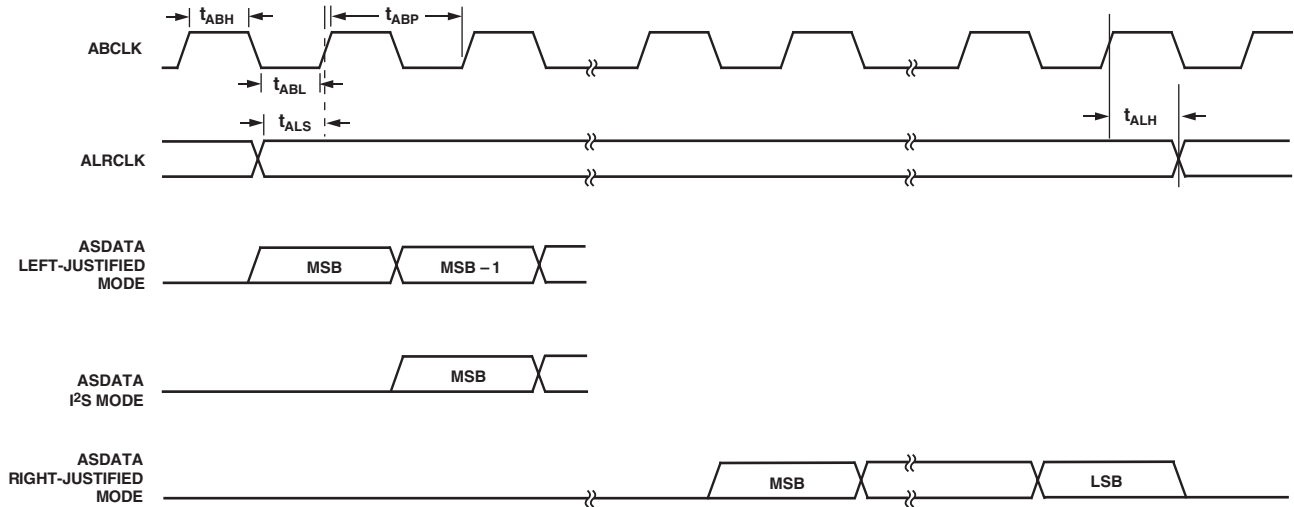 tABH
tABP
ABCLK
tABL
tALS
tALH
ALRCLK
ASDATA
LEFT-JUSTIFIED
MODE
MSB
MSB – 1
ASDATA
I²S MODE
MSB
ASDATA
RIGHT-JUSTIFIED
MODE
MSB
LSB